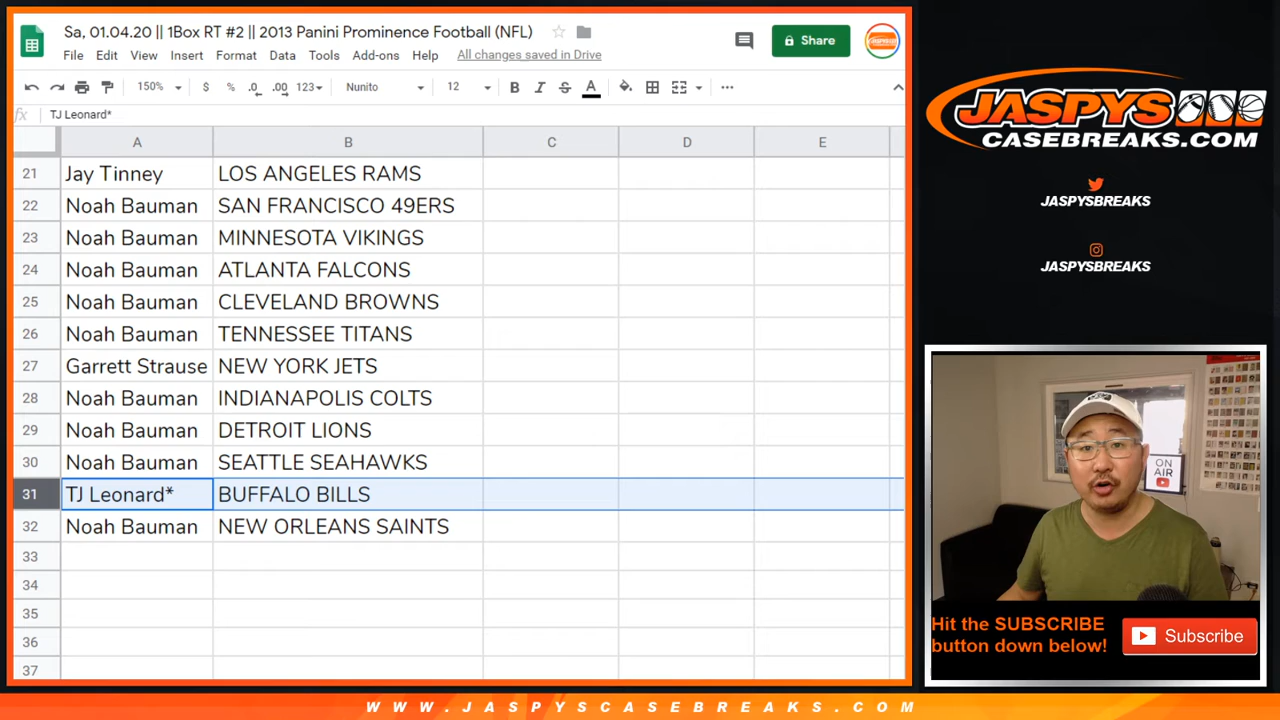 Sa, 01.04.20 || 1Box RT #2 || 2013 Panini Prominence Football (NFL)
File Edit View Insert Format Data Tools Add-ons Help All changes saved in Drive
Share
150% $ % .0 .00 123 Nunito 12 B I S A
fx TJ Leonard*
A B C D E
21 Jay Tinney LOS ANGELES RAMS
22 Noah Bauman SAN FRANCISCO 49ERS
23 Noah Bauman MINNESOTA VIKINGS
24 Noah Bauman ATLANTA FALCONS
25 Noah Bauman CLEVELAND BROWNS
26 Noah Bauman TENNESSEE TITANS
27 Garrett Strause NEW YORK JETS
28 Noah Bauman INDIANAPOLIS COLTS
29 Noah Bauman DETROIT LIONS
30 Noah Bauman SEATTLE SEAHAWKS
31 TJ Leonard* BUFFALO BILLS
32 Noah Bauman NEW ORLEANS SAINTS
33
34
35
36
37
JASPYS
CASEBREAKS.COM
JASPYSBREAKS
JASPYSBREAKS
ON
AIR
Hit the SUBSCRIBE
button down below!
Subscribe
WWW.JASPYSCASEBREAKS.COM